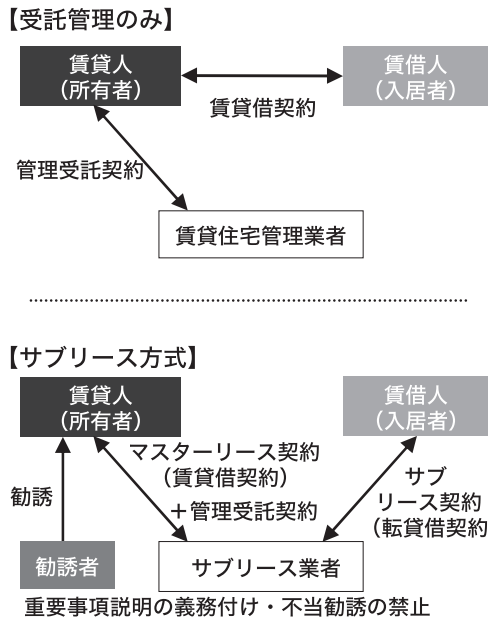 【受託管理のみ】
賃貸人
（所有者）
賃借人
（入居者）
賃貸借契約
管理受託契約
賃貸住宅管理業者
【サブリース方式】
賃貸人
（所有者）
賃借人
（入居者）
マスターリース契約
（賃貸借契約）
＋管理受託契約
サブ
リース契約
（転貸借契約
勧誘
勧誘者
サブリース業者
重要事項説明の義務付け・不当勧誘の禁止